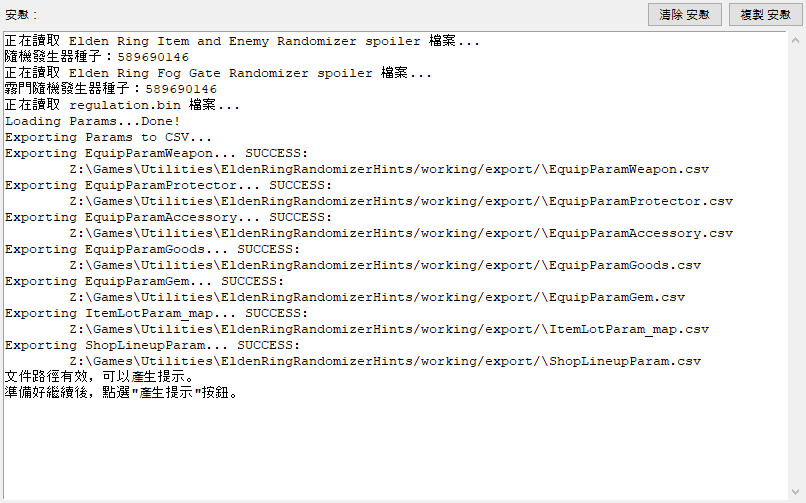 安慰：
清除 安慰
複製 安慰
正在讀取 Elden Ring Item and Enemy Randomizer spoiler 檔案...
隨機發生器種子：589690146
正在讀取 Elden Ring Fog Gate Randomizer spoiler 檔案...
霧門隨機發生器種子：589690146
正在讀取 regulation.bin 檔案...
Loading Params...Done!
Exporting Params to CSV...
Exporting EquipParamWeapon... SUCCESS:
Z:\Games\Utilities\EldenRingRandomizerHints/working/export/\EquipParamWeapon.csv
Exporting EquipParamProtector... SUCCESS:
Z:\Games\Utilities\EldenRingRandomizerHints/working/export/\EquipParamProtector.csv
Exporting EquipParamAccessory... SUCCESS:
Z:\Games\Utilities\EldenRingRandomizerHints/working/export/\EquipParamAccessory.csv
Exporting EquipParamGoods... SUCCESS:
Z:\Games\Utilities\EldenRingRandomizerHints/working/export/\EquipParamGoods.csv
Exporting EquipParamGem... SUCCESS:
Z:\Games\Utilities\EldenRingRandomizerHints/working/export/\EquipParamGem.csv
Exporting ItemLotParam_map... SUCCESS:
Z:\Games\Utilities\EldenRingRandomizerHints/working/export/\ItemLotParam_map.csv
Exporting ShopLineupParam... SUCCESS:
Z:\Games\Utilities\EldenRingRandomizerHints/working/export/\ShopLineupParam.csv
文件路徑有效，可以產生提示。
準備好繼續後，點選"產生提示"按鈕。